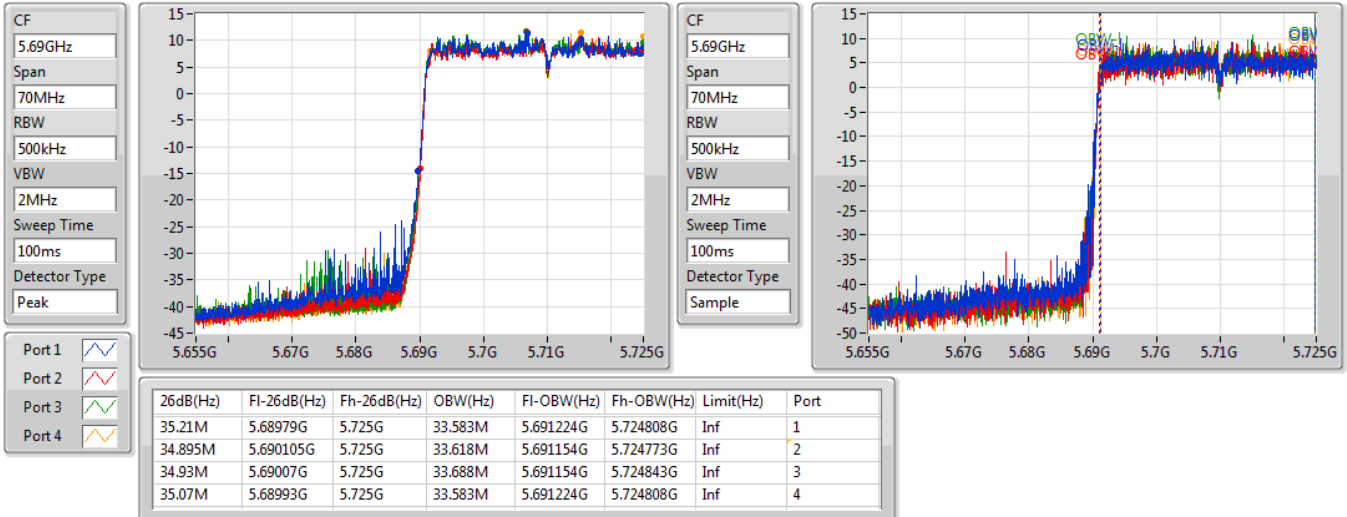 CF
5.69GHz
Span
70MHz
RBW
500kHz
VBW
2MHz
Sweep Time
100ms
Detector Type
Peak
15
10
5
0
-5
-10
-15
-20
-25
-30
-35
-40
-45
5.655G 5.67G 5.68G 5.69G 5.7G 5.71G 5.725G
CF
5.69GHz
Span
70MHz
RBW
500kHz
VBW
2MHz
Sweep Time
100ms
Detector Type
Sample
15
10
5
0
-5
-10
-15
-20
-25
-30
-35
-40
-45
-50
5.655G 5.67G 5.68G 5.69G 5.7G 5.71G 5.725G
Port 1
Port 2
Port 3
Port 4
26dB(Hz) Fl-26dB(Hz) Fh-26dB(Hz) OBW(Hz) Fl-OBW(Hz) Fh-OBW(Hz) Limit(Hz) Port
35.21M 5.68979G 5.725G 33.583M 5.691224G 5.724808G Inf 1
34.895M 5.690105G 5.725G 33.618M 5.691154G 5.724773G Inf 2
34.93M 5.69007G 5.725G 33.688M 5.691154G 5.724843G Inf 3
35.07M 5.68993G 5.725G 33.583M 5.691224G 5.724808G Inf 4